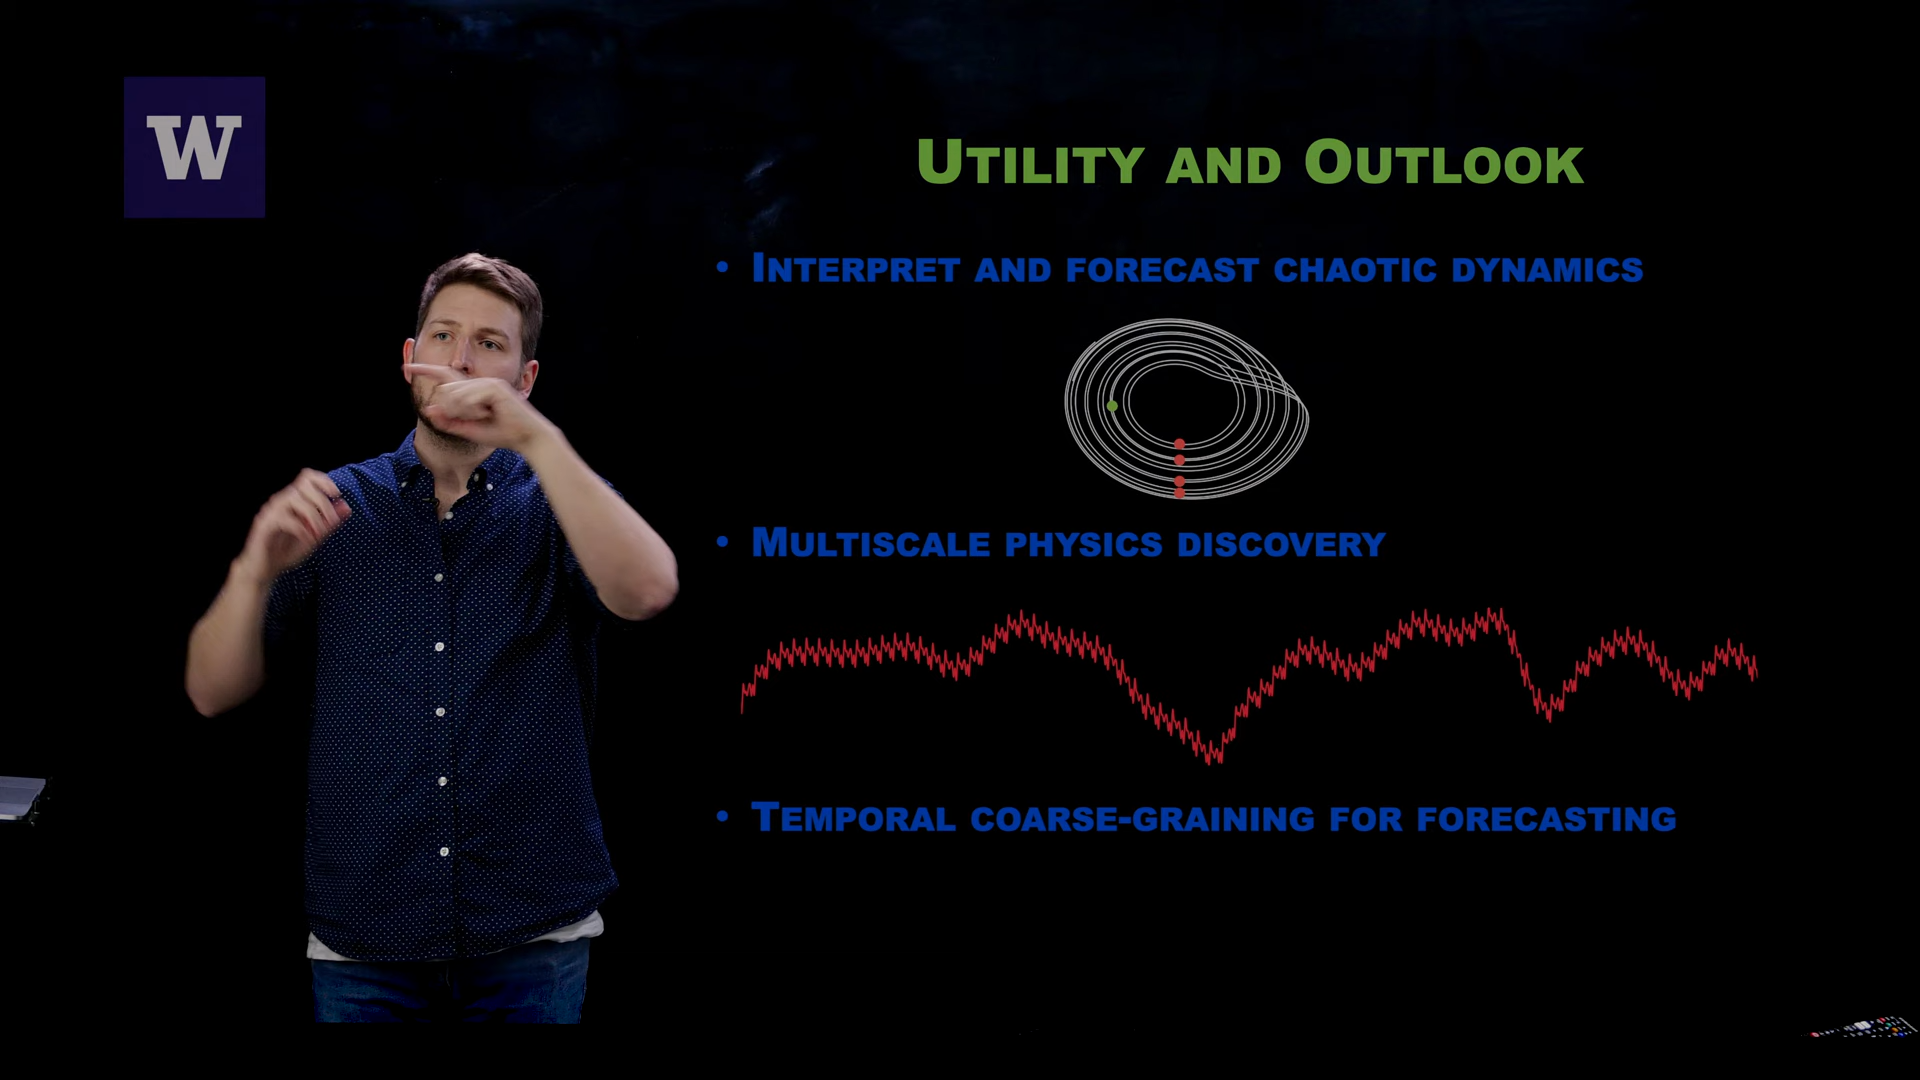 W
Utility and Outlook
• Interpret and forecast chaotic dynamics
• Multiscale physics discovery
• Temporal coarse-graining for forecasting